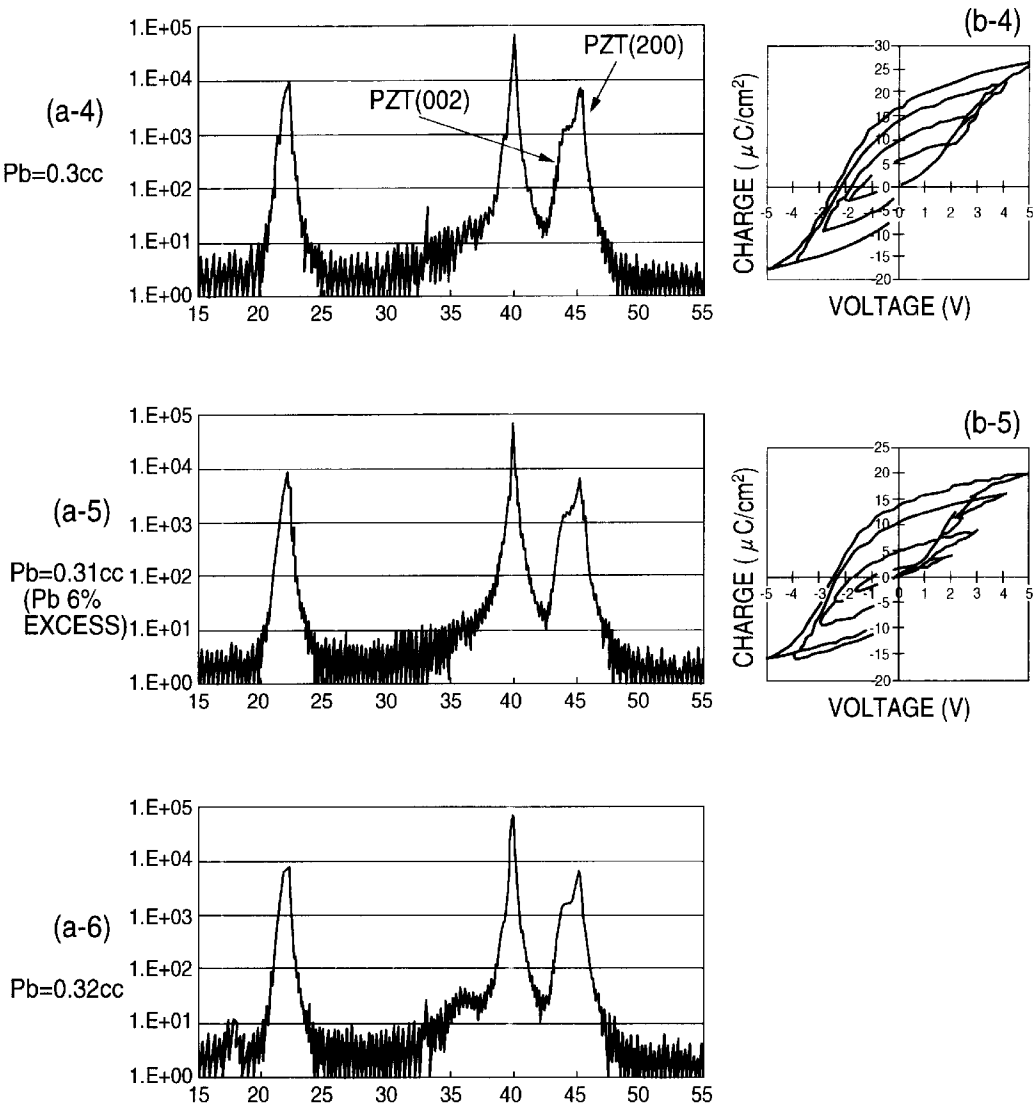 (a-4)
Pb=0.3cc
1.E+05
1.E+04
1.E+03
1.E+02
1.E+01
1.E+00
PZT(002)
PZT(200)
15 20 25 30 35 40 45 50 55
(b-4)
CHARGE ( μ C/cm²)
30
25
20
15
10
5
0
-5
-10
-15
-20
-5 -4 -3 -2 -1 0 1 2 3 4 5
VOLTAGE (V)
(a-5)
Pb=0.31cc
(Pb 6%
EXCESS)
1.E+05
1.E+04
1.E+03
1.E+02
1.E+01
1.E+00
15 20 25 30 35 40 45 50 55
(b-5)
CHARGE ( μ C/cm²)
25
20
15
10
5
0
-5
-10
-15
-20
-5 -4 -3 -2 -1 0 1 2 3 4 5
VOLTAGE (V)
(a-6)
Pb=0.32cc
1.E+05
1.E+04
1.E+03
1.E+02
1.E+01
1.E+00
15 20 25 30 35 40 45 50 55